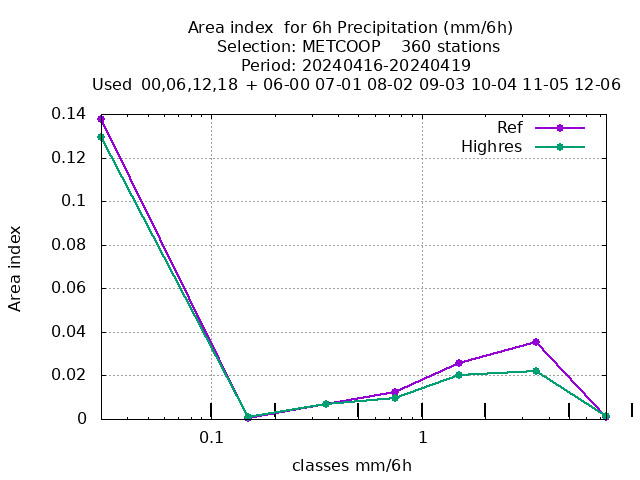 Area index  for 6h Precipitation (mm/6h)
Selection: METCOOP    360 stations
Period: 20240416-20240419
Used  00,06,12,18  + 06-00 07-01 08-02 09-03 10-04 11-05 12-06
Ref
Highres
0.14
0.12
0.1
0.08
0.06
0.04
0.02
0
Area index
0.1 1
classes mm/6h